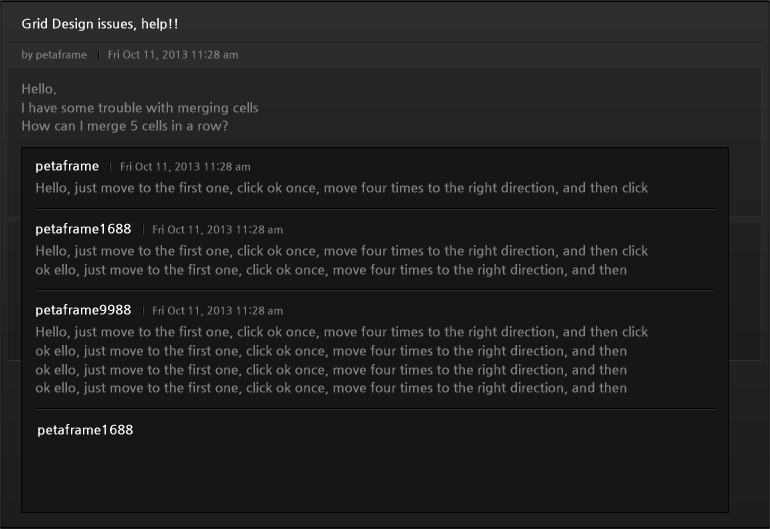 Grid Design issues, help!!
by petaframe | Fri Oct 11, 2013 11:28 am
Hello,
I have some trouble with merging cells
How can I merge 5 cells in a row?
petaframe | Fri Oct 11, 2013 11:28 am
Hello, just move to the first one, click ok once, move four times to the right direction, and then click
petaframe1688 | Fri Oct 11, 2013 11:28 am
Hello, just move to the first one, click ok once, move four times to the right direction, and then click
ok ello, just move to the first one, click ok once, move four times to the right direction, and then
petaframe9988 | Fri Oct 11, 2013 11:28 am
Hello, just move to the first one, click ok once, move four times to the right direction, and then click
ok ello, just move to the first one, click ok once, move four times to the right direction, and then
ok ello, just move to the first one, click ok once, move four times to the right direction, and then
ok ello, just move to the first one, click ok once, move four times to the right direction, and then
petaframe1688